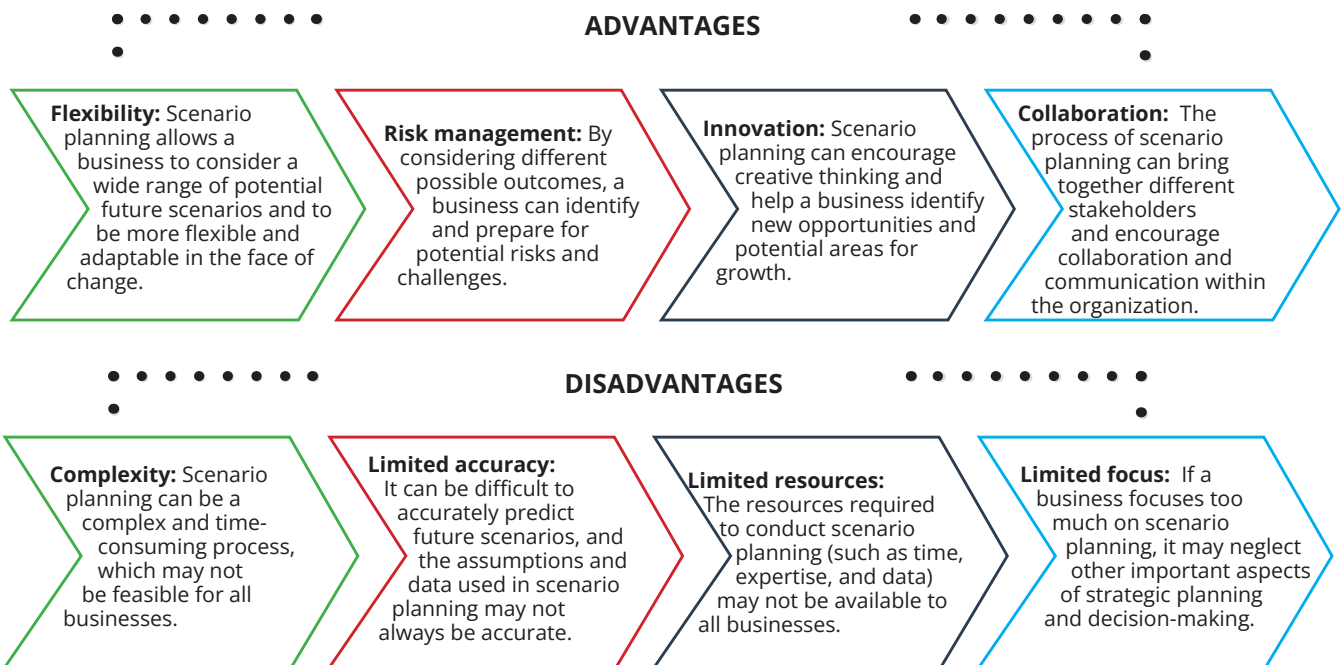 ADVANTAGES
Flexibility: Scenario
planning allows a
business to consider a
wide range of potential
future scenarios and to
be more flexible and
adaptable in the face of
change.
Risk management: By
considering different
possible outcomes, a
business can identify
and prepare for
potential risks and
challenges.
Innovation: Scenario
planning can encourage
creative thinking and
help a business identify
new opportunities and
potential areas for
growth.
Collaboration: The
process of scenario
planning can bring
together different
stakeholders
and encourage
collaboration and
communication within
the organization.
DISADVANTAGES
Complexity: Scenario
planning can be a
complex and time-
consuming process,
which may not
be feasible for all
businesses.
Limited accuracy:
It can be difficult to
accurately predict
future scenarios, and
the assumptions and
data used in scenario
planning may not
always be accurate.
Limited resources:
The resources required
to conduct scenario
planning (such as time,
expertise, and data)
may not be available to
all businesses.
Limited focus: If a
business focuses too
much on scenario
planning, it may neglect
other important aspects
of strategic planning
and decision-making.